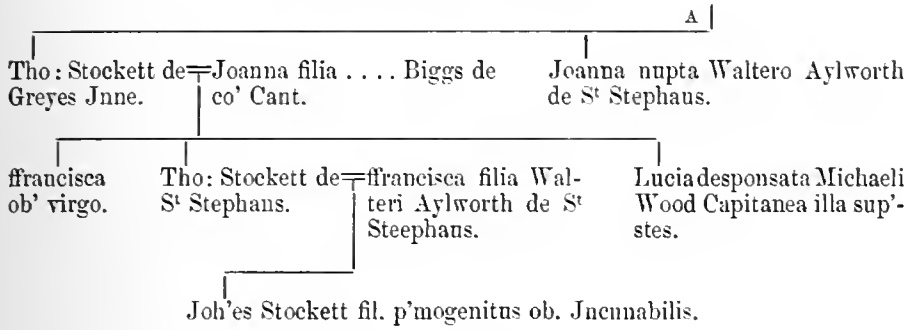 A
Tho: Stockett de
Greyes Jnne.
Joanna filia .... Biggs de
co' Cant.
Joanna nupta Waltero Aylworth
de Sᵗ Stephans.
ffrancisca
ob' virgo.
Tho: Stockett de
Sᵗ Stephans.
ffrancisca filia Wal-
teri Aylworth de Sᵗ
Steephans.
Lucia desponsata Michaeli
Wood Capitanea illa sup'-
stes.
Joh'es Stockett fil. p'mogenitus ob. Jncunabilis.